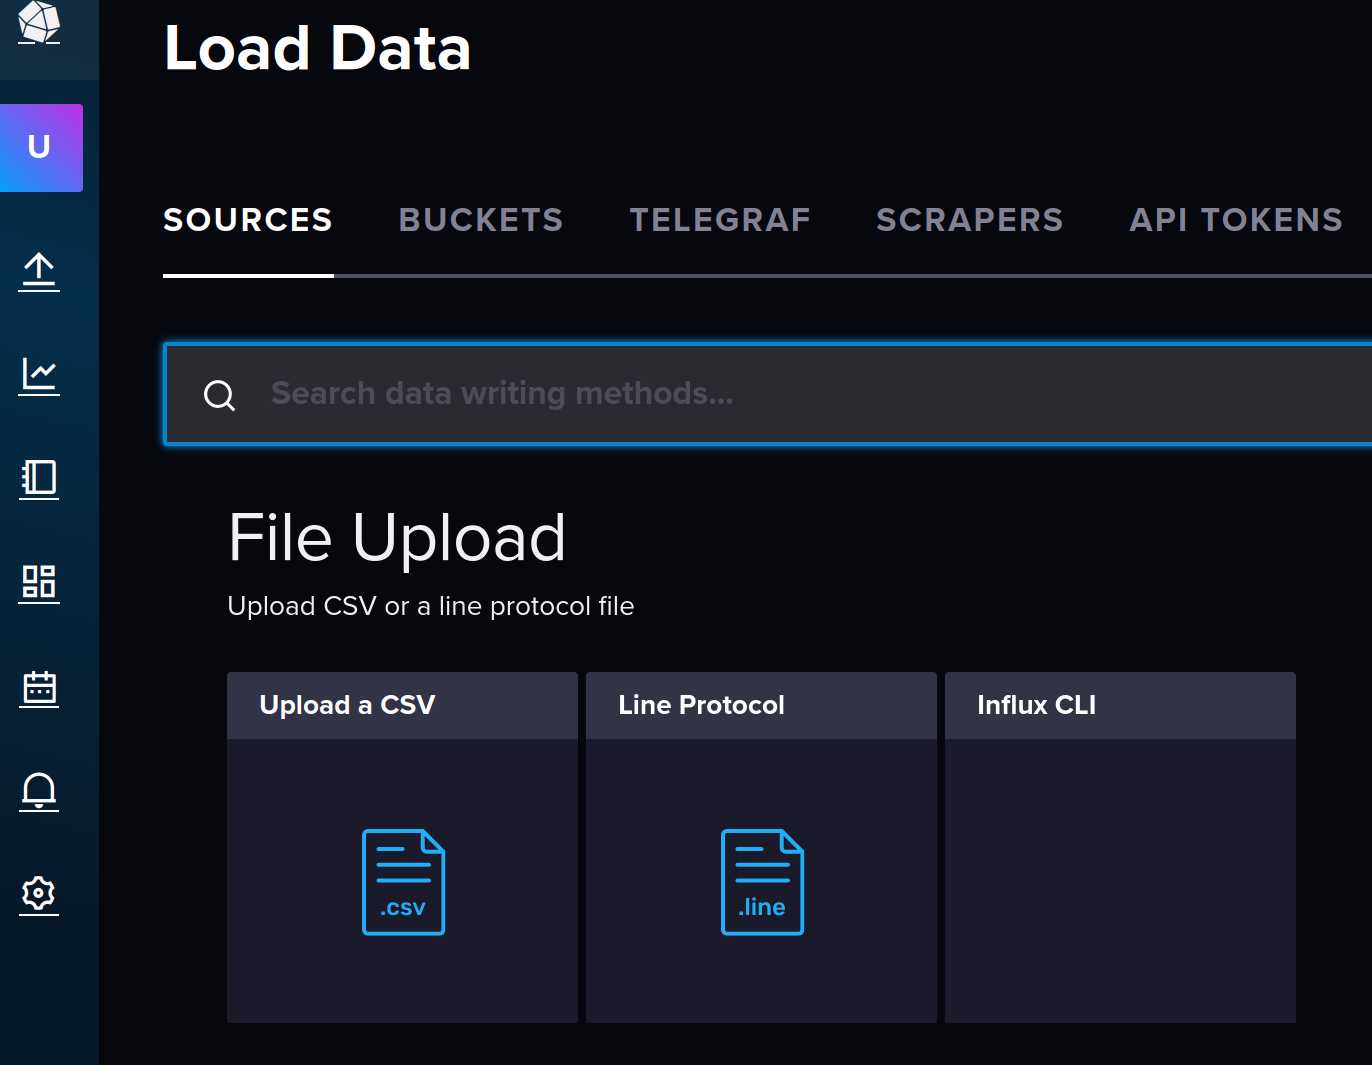 Load Data
U
SOURCES BUCKETS TELEGRAF SCRAPERS API TOKENS
Search data writing methods...
File Upload
Upload CSV or a line protocol file
Upload a CSV
Line Protocol
Influx CLI
.csv
.line